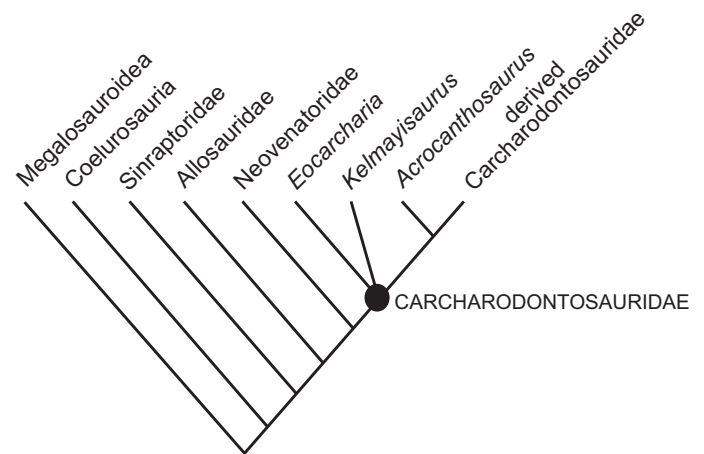 Megalosauroidea
Coelurosauria
Sinraptoridae
Allosauridae
Neovenatoridae
Eocarcharia
Kelmayisaurus
Acrocanthosaurus
derived
Carcharodontosauridae
CARCHARODONTOSAURIDAE